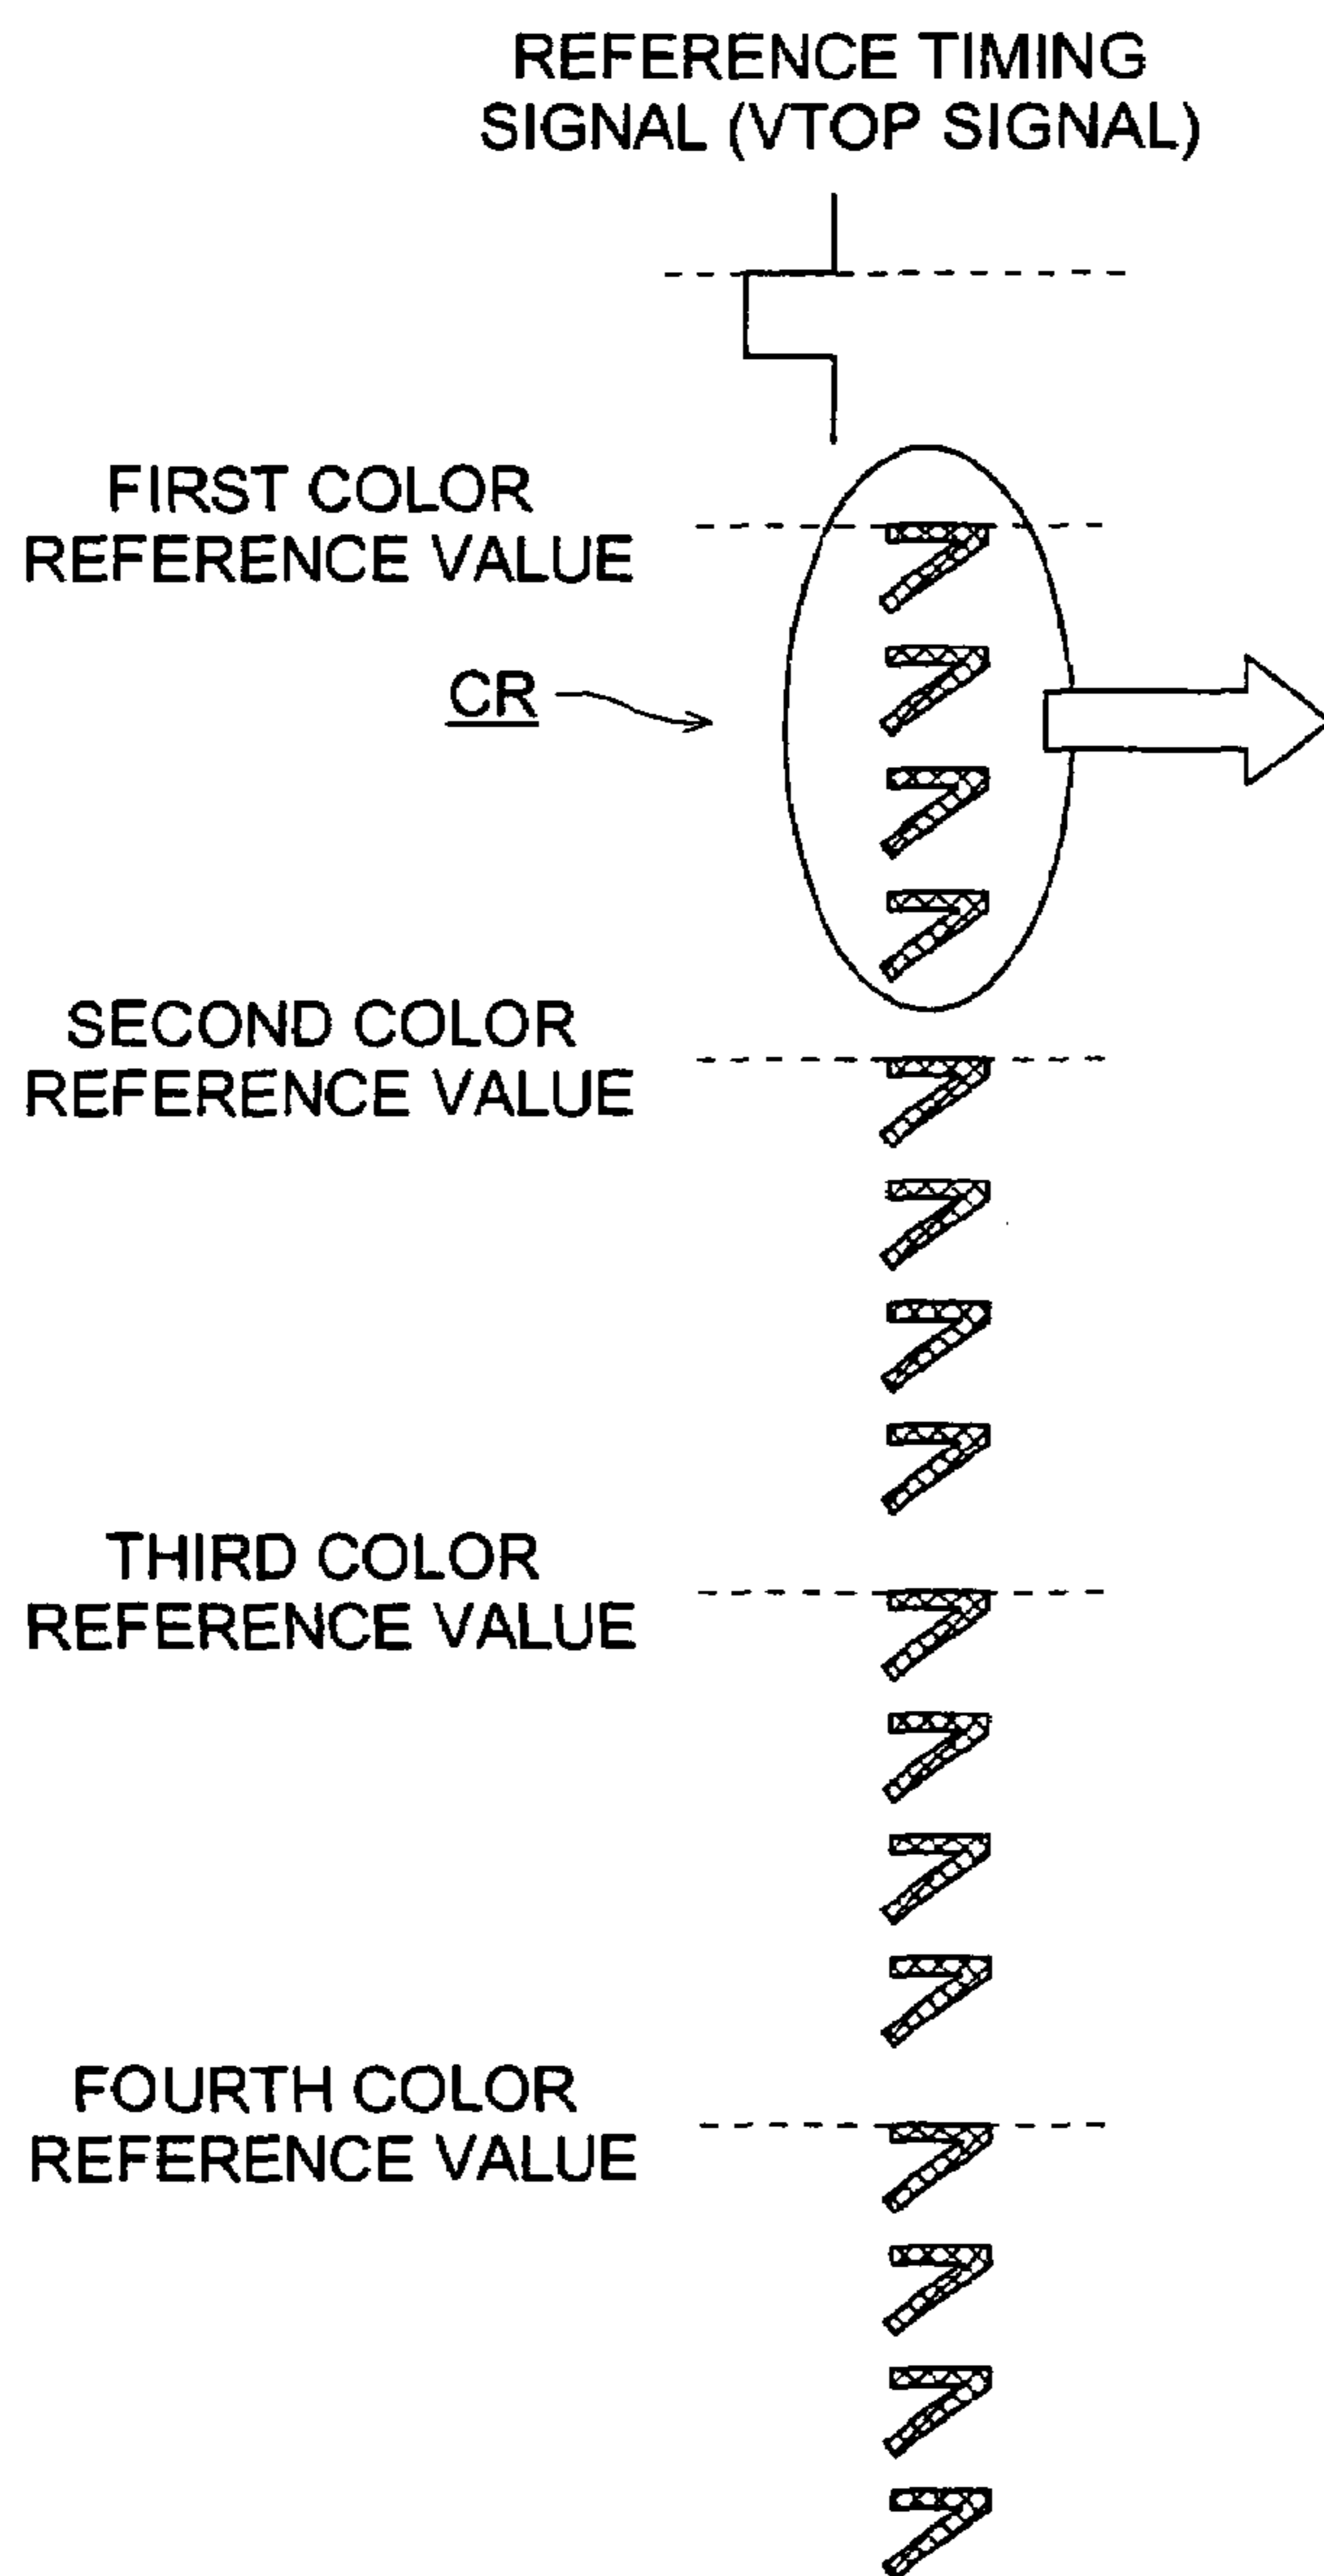 REFERENCE TIMING
SIGNAL (VTOP SIGNAL)
FIRST COLOR
REFERENCE VALUE
CR
SECOND COLOR
REFERENCE VALUE
THIRD COLOR
REFERENCE VALUE
FOURTH COLOR
REFERENCE VALUE